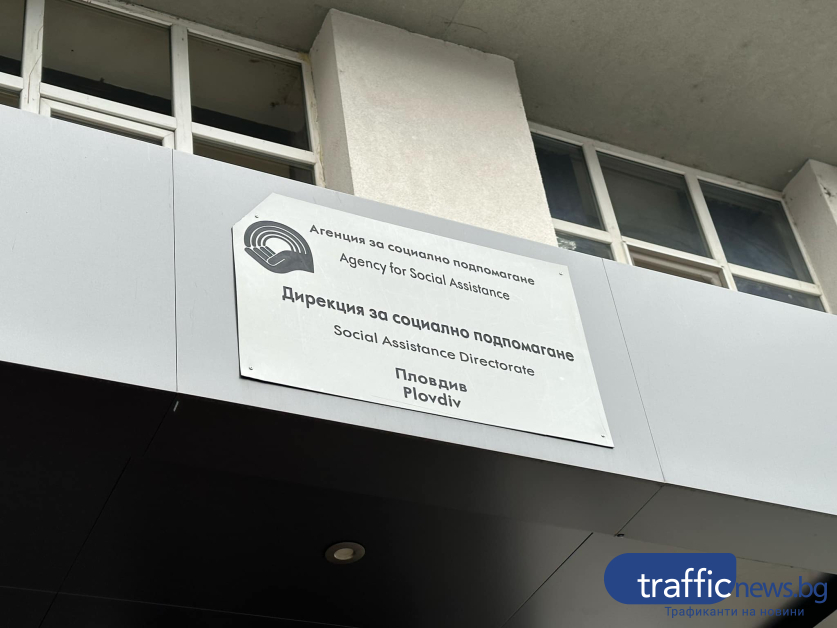 Агенция за социално подпомагане
Agency for Social Assistance
Дирекция за социално подпомагане
Social Assistance Directorate
Пловдив
Plovdiv
trafficnews.bg
Трафиканти на новини